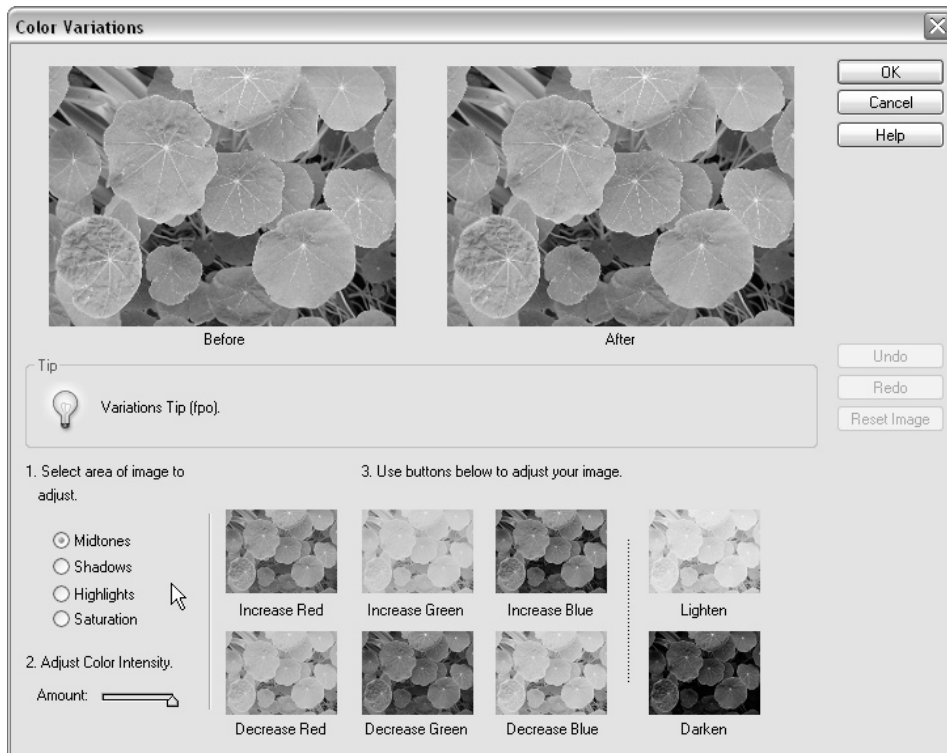 Color Variations
OK
Cancel
Help
Before
After
Undo
Redo
Reset Image
Tip
Variations Tip (fpo).
1. Select area of image to
adjust.
3. Use buttons below to adjust your image.
Midtones
Shadows
Highlights
Saturation
2. Adjust Color Intensity.
Amount:
Increase Red
Increase Green
Increase Blue
Lighten
Decrease Red
Decrease Green
Decrease Blue
Darken